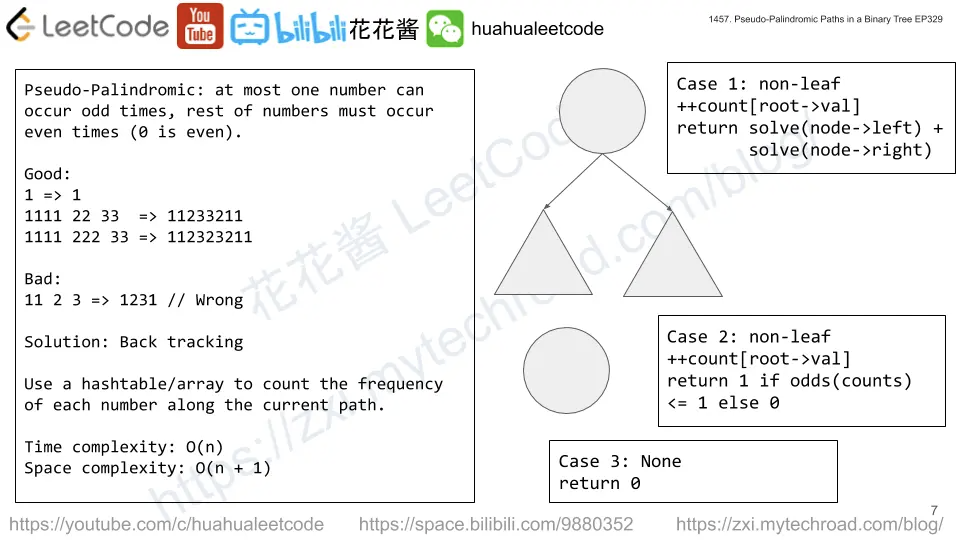 LeetCode You Tube bilibili 花花酱 huahualeetcode
1457. Pseudo-Palindromic Paths in a Binary Tree EP329
Pseudo-Palindromic: at most one number can
occur odd times, rest of numbers must occur
even times (0 is even).
Good:
1 => 1
1111 22 33  => 11233211
1111 222 33 => 112323211
Bad:
11 2 3 => 1231 // Wrong
Solution: Back tracking
Use a hashtable/array to count the frequency
of each number along the current path.
Time complexity: O(n)
Space complexity: O(n + 1)
Case 1: non-leaf
++count[root->val]
return solve(node->left) +
solve(node->right)
Case 2: non-leaf
++count[root->val]
return 1 if odds(counts)
<= 1 else 0
Case 3: None
return 0
花花酱 LeetCode
https://zxi.mytechroad.com/blog/
7
https://youtube.com/c/huahualeetcode https://space.bilibili.com/9880352 https://zxi.mytechroad.com/blog/